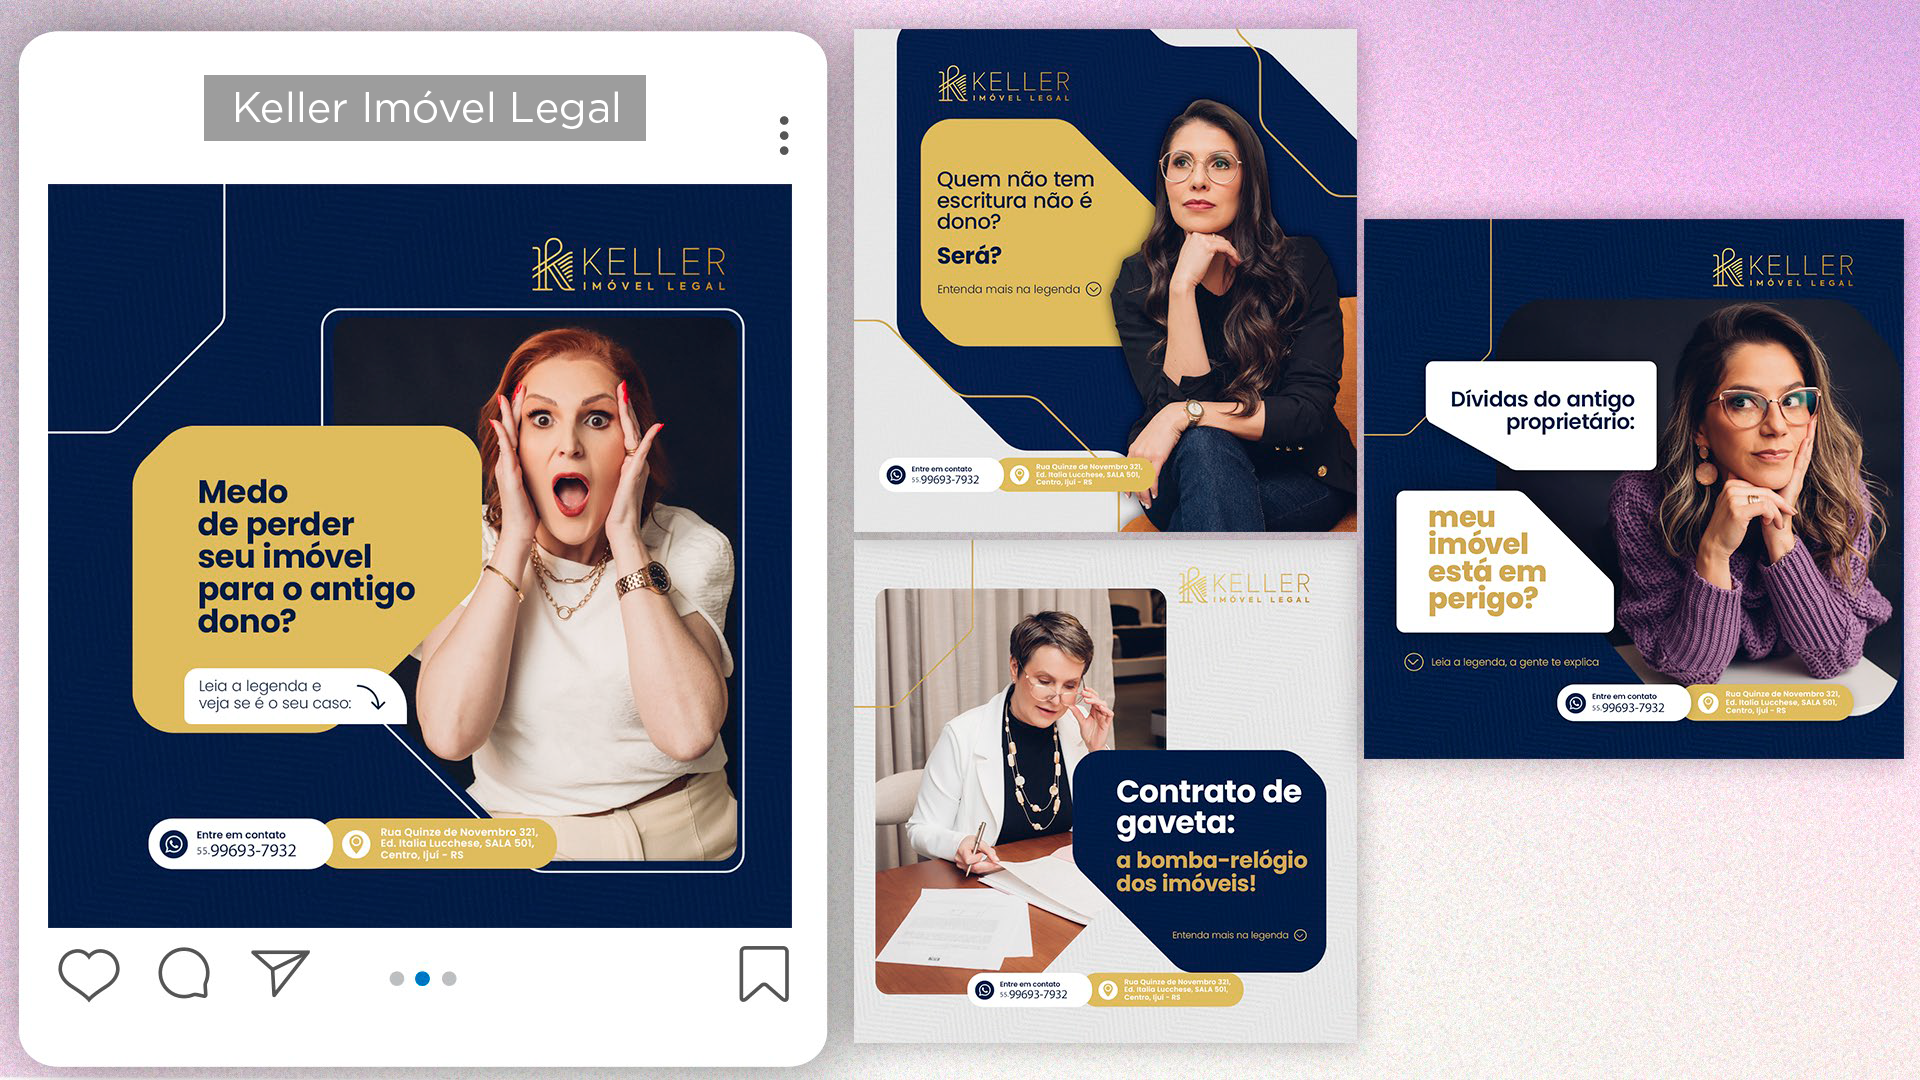 Keller Imóvel Legal
KELLER
IMÓVEL LEGAL
Medo
de perder
seu imóvel
para o antigo
dono?
Leia a legenda e
veja se é o seu caso:
Entre em contato
55.99693-7932
Rua Quinze de Novembro 321,
Ed. Italia Lucchese, SALA 501,
Centro, Ijuí - RS
KELLER
IMÓVEL LEGAL
Quem não tem
escritura não é
dono?
Será?
Entenda mais na legenda
Entre em contato
55.99693-7932
Rua Quinze de Novembro 321,
Ed. Italia Lucchese, SALA 501,
Centro, Ijuí - RS
KELLER
IMÓVEL LEGAL
Contrato de
gaveta:
a bomba-relógio
dos imóveis!
Entenda mais na legenda
Entre em contato
55.99693-7932
Rua Quinze de Novembro 321,
Ed. Italia Lucchese, SALA 501,
Centro, Ijuí - RS
KELLER
IMÓVEL LEGAL
Dívidas do antigo
proprietário:
meu
imóvel
está em
perigo?
Leia a legenda, a gente te explica
Entre em contato
55.99693-7932
Rua Quinze de Novembro 321,
Ed. Italia Lucchese, SALA 501,
Centro, Ijuí - RS